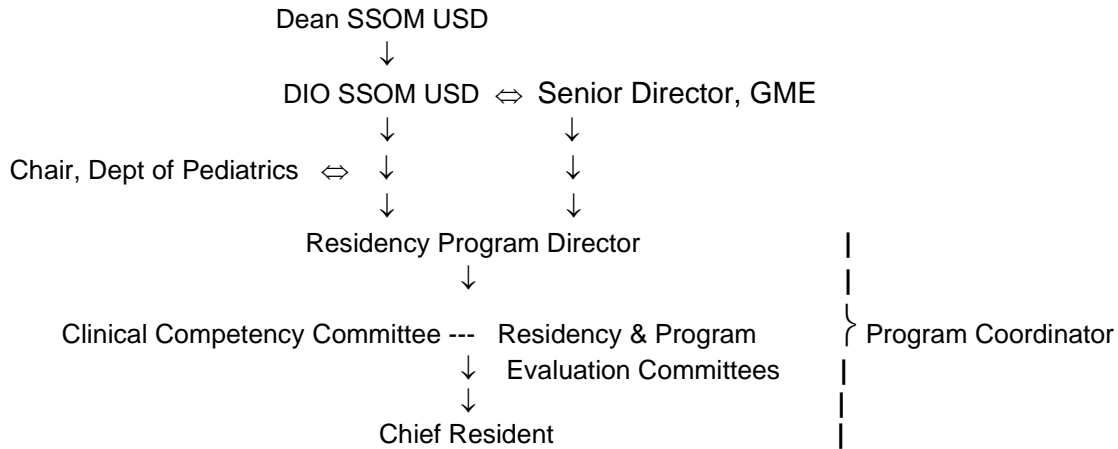 Dean SSOM USD
↓
DIO SSOM USD ⇔ Senior Director, GME
↓ ↓
Chair, Dept of Pediatrics ⇔ ↓ ↓
↓ ↓
Residency Program Director |
↓ |
Clinical Competency Committee --- Residency & Program } Program Coordinator
↓ Evaluation Committees |
↓ |
Chief Resident |